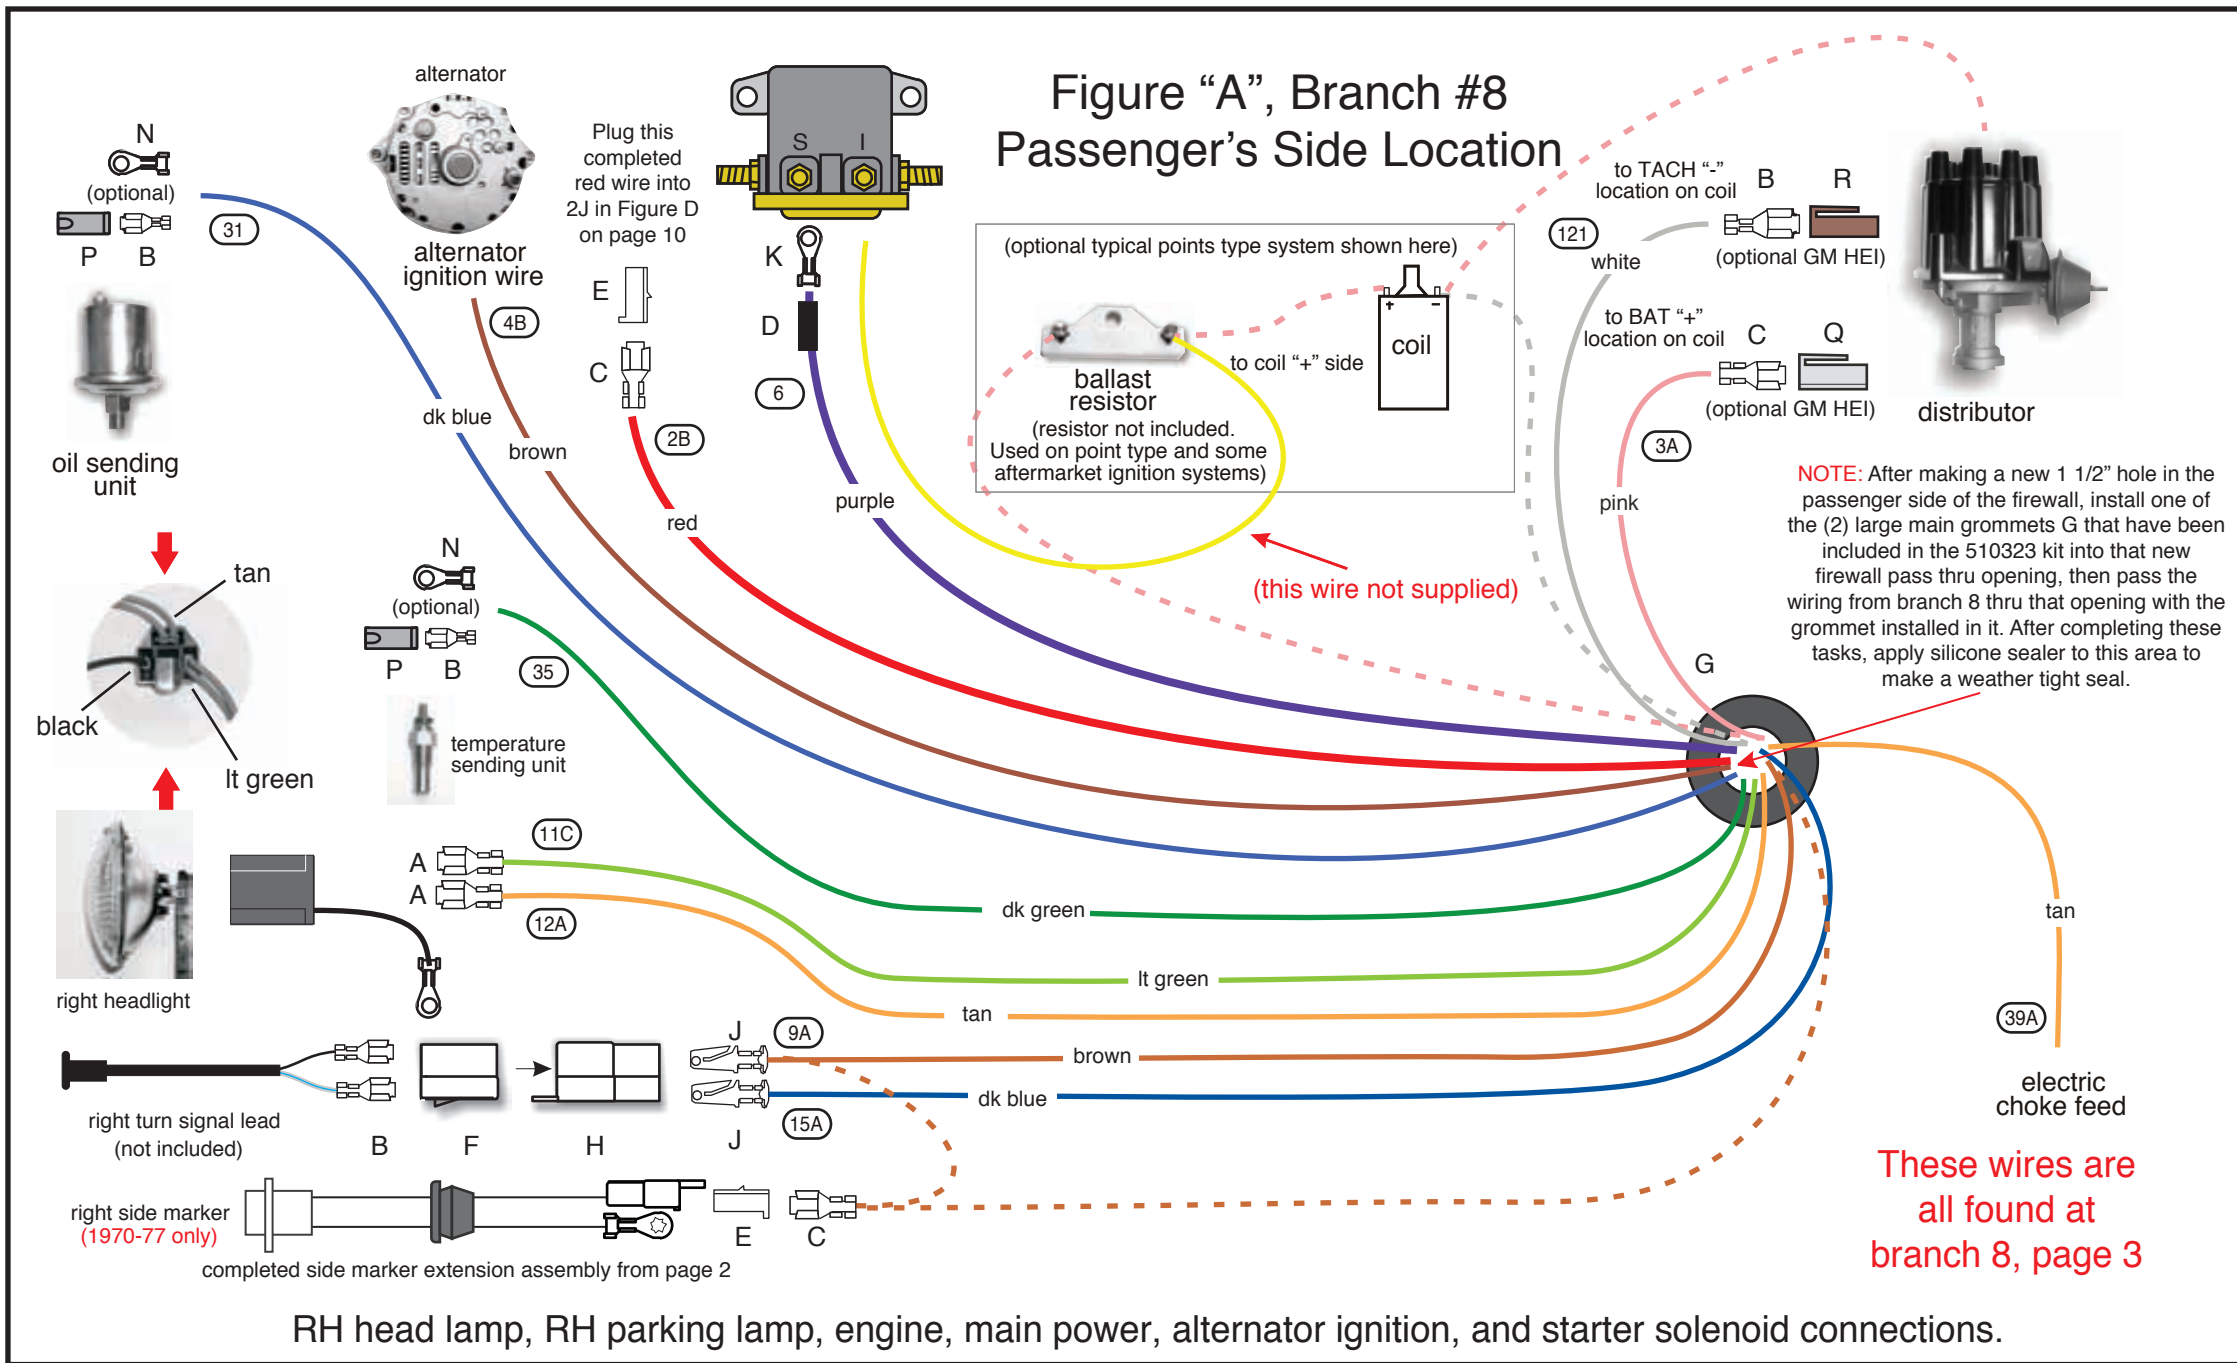 Figure “A”, Branch #8
Passenger’s Side Location
alternator
N
(optional)
P
B
31
oil sending
unit
alternator
ignition wire
4B
Plug this
completed
red wire into
2J in Figure D
on page 10
E
C
2B
S
I
K
D
6
(optional typical points type system shown here)
ballast
resistor
(resistor not included.
Used on point type and some
aftermarket ignition systems)
to coil “+” side
+
-
coil
to TACH “-”
location on coil
B
R
121
white
(optional GM HEI)
to BAT “+”
location on coil
C
Q
(optional GM HEI)
3A
pink
distributor
dk blue
brown
red
purple
(this wire not supplied)
NOTE: After making a new 1 1/2” hole in the
passenger side of the firewall, install one of
the (2) large main grommets G that have been
included in the 510323 kit into that new
firewall pass thru opening, then pass the
wiring from branch 8 thru that opening with the
grommet installed in it. After completing these
tasks, apply silicone sealer to this area to
make a weather tight seal.
G
tan
black
lt green
N
(optional)
P
B
35
temperature
sending unit
right headlight
A
11C
A
12A
dk green
lt green
tan
J
9A
brown
dk blue
15A
J
tan
39A
electric
choke feed
right turn signal lead
(not included)
B
F
H
right side marker
(1970-77 only)
E
C
completed side marker extension assembly from page 2
These wires are
all found at
branch 8, page 3
RH head lamp, RH parking lamp, engine, main power, alternator ignition, and starter solenoid connections.